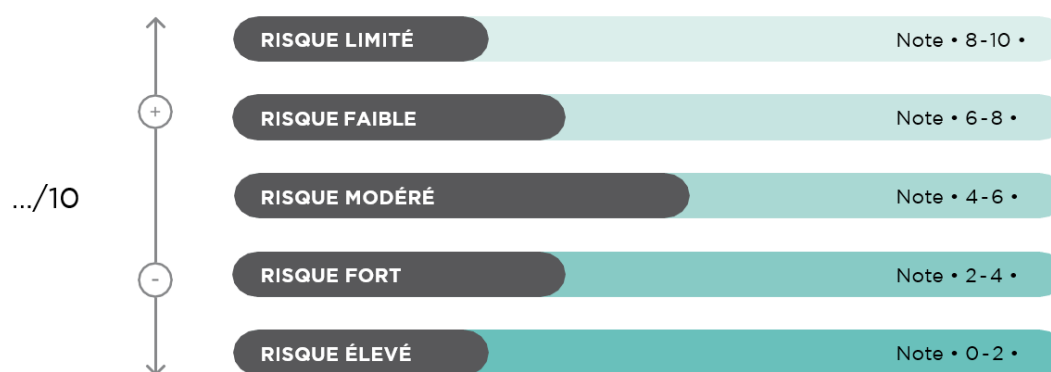 RISQUE LIMITÉ Note • 8-10 •
+
RISQUE FAIBLE Note • 6-8 •
.../10
RISQUE MODÉRÉ Note • 4-6 •
-
RISQUE FORT Note • 2-4 •
RISQUE ÉLEVÉ Note • 0-2 •